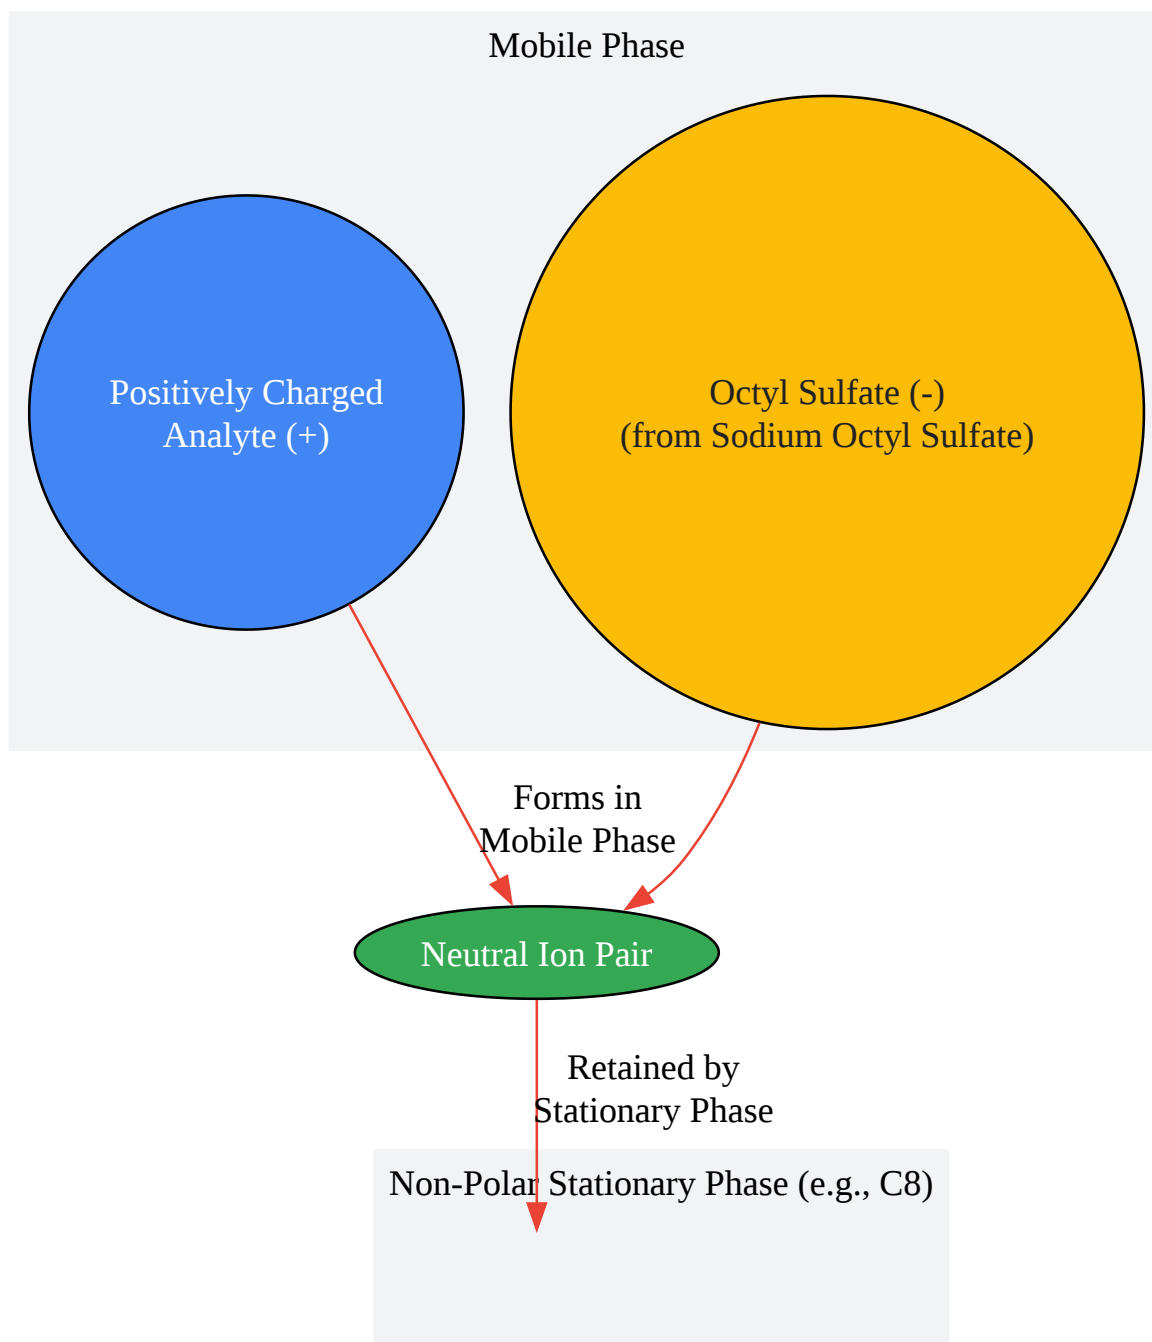 Mobile Phase
Positively Charged
Analyte (+)
Octyl Sulfate (-)
(from Sodium Octyl Sulfate)
Forms in
Mobile Phase
Neutral Ion Pair
Retained by
Stationary Phase
Non-Polar Stationary Phase (e.g., C8)